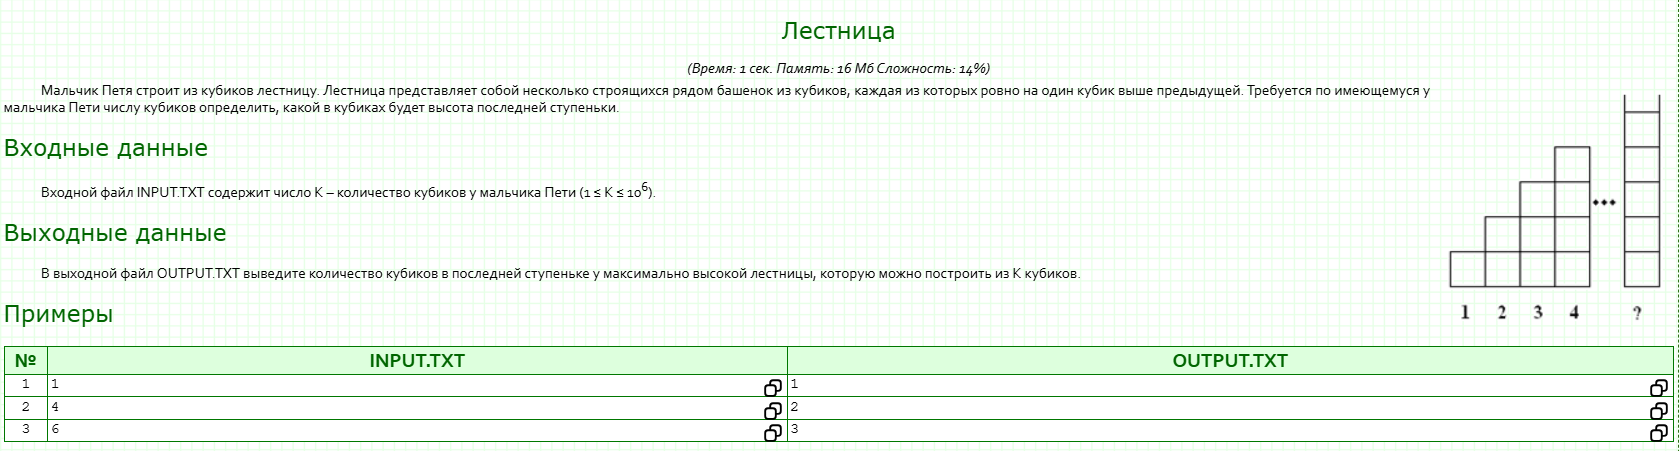 Лестница
(Время: 1 сек. Память: 16 Мб Сложность: 14%)
Мальчик Петя строит из кубиков лестницу. Лестница представляет собой несколько строящихся рядом башенок из кубиков, каждая из которых ровно на один кубик выше предыдущей. Требуется по имеющемуся у
мальчика Пети числу кубиков определить, какой в кубиках будет высота последней ступеньки.
Входные данные
Входной файл INPUT.TXT содержит число K – количество кубиков у мальчика Пети (1 ≤ K ≤ 10⁶).
Выходные данные
В выходной файл OUTPUT.TXT выведите количество кубиков в последней ступеньке у максимально высокой лестницы, которую можно построить из K кубиков.
1 2 3 4 ?
Примеры
№ INPUT.TXT OUTPUT.TXT
1 1 1
2 4 2
3 6 3